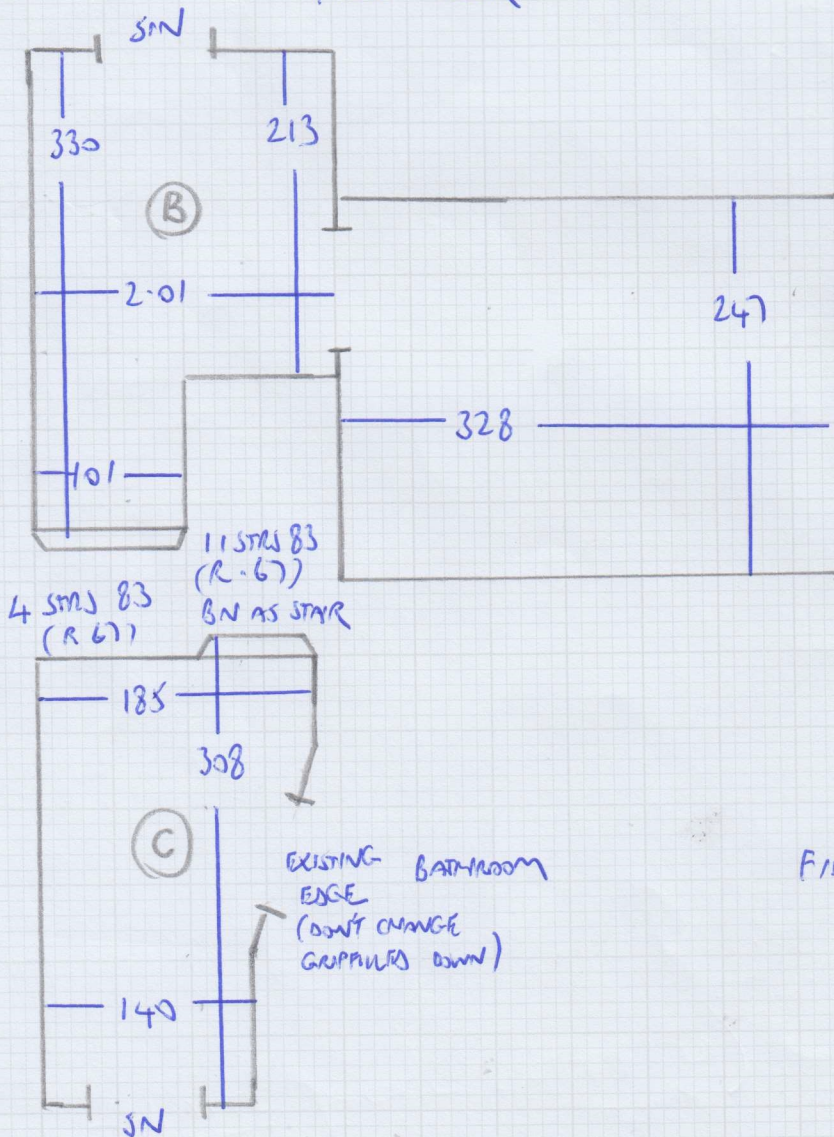 SN
330
213
B
2.01
247
328
101
11 STRS 83
(R.67)
BN AS STAIR
4 STRS 83
(R 67)
185
308
C
EXISTING BATHROOM
EDGE
(DON'T CHANGE
GRIPPERED DOWN)
140
SN